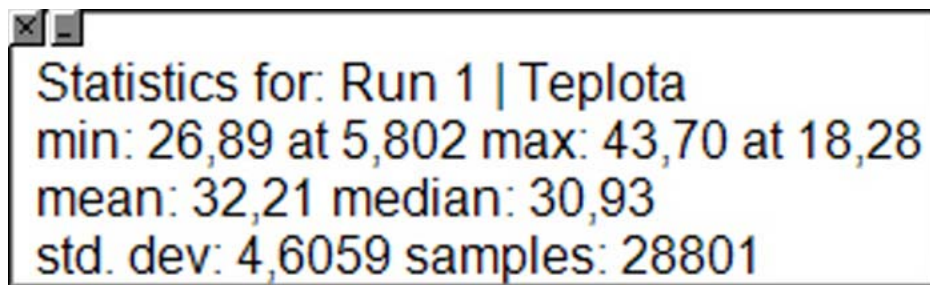 Statistics for: Run 1 | Teplota
min: 26,89 at 5,802 max: 43,70 at 18,28
mean: 32,21 median: 30,93
std. dev: 4,6059 samples: 28801